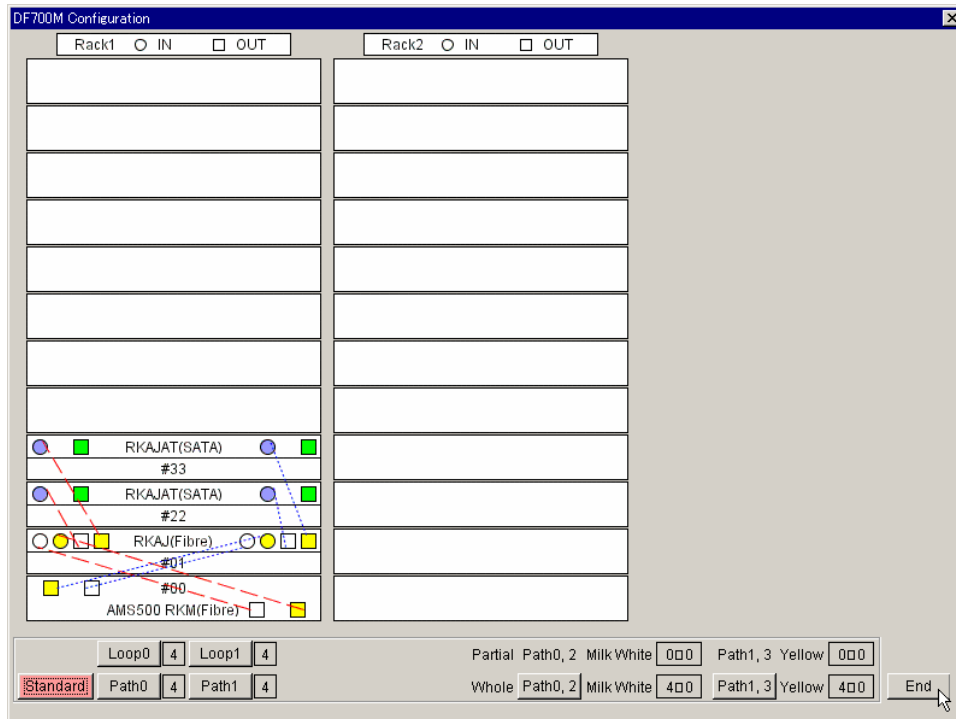 DF700M Configuration
Rack1 IN OUT
Rack2 IN OUT
RKAJAT(SATA)
#33
RKAJAT(SATA)
#22
RKAJ(Fibre)
#01
#00
AMS500 RKM(Fibre)
Loop0 4 Loop1 4
Partial Path0, 2 Milk White 0□0 Path1, 3 Yellow 0□0
Standard Path0 4 Path1 4
Whole Path0, 2 Milk White 4□0 Path1, 3 Yellow 4□0
End